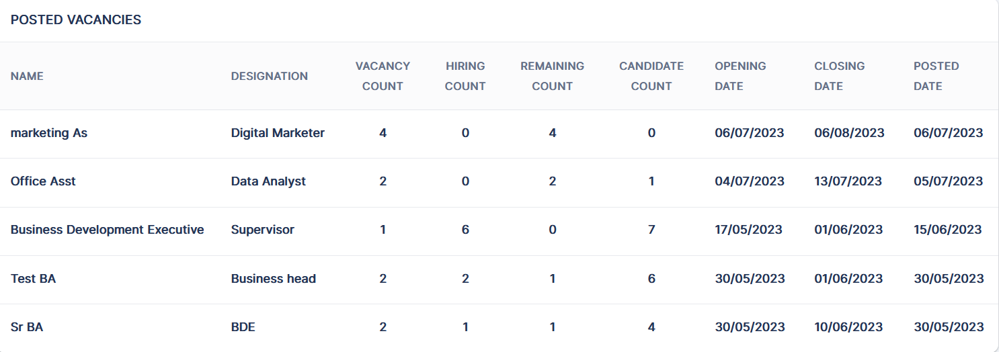 POSTED VACANCIES
NAME DESIGNATION VACANCY COUNT HIRING COUNT REMAINING COUNT CANDIDATE COUNT OPENING DATE CLOSING DATE POSTED DATE
marketing As Digital Marketer 4 0 4 0 06/07/2023 06/08/2023 06/07/2023
Office Asst Data Analyst 2 0 2 1 04/07/2023 13/07/2023 05/07/2023
Business Development Executive Supervisor 1 6 0 7 17/05/2023 01/06/2023 15/06/2023
Test BA Business head 2 2 1 6 30/05/2023 01/06/2023 30/05/2023
Sr BA BDE 2 1 1 4 30/05/2023 10/06/2023 30/05/2023